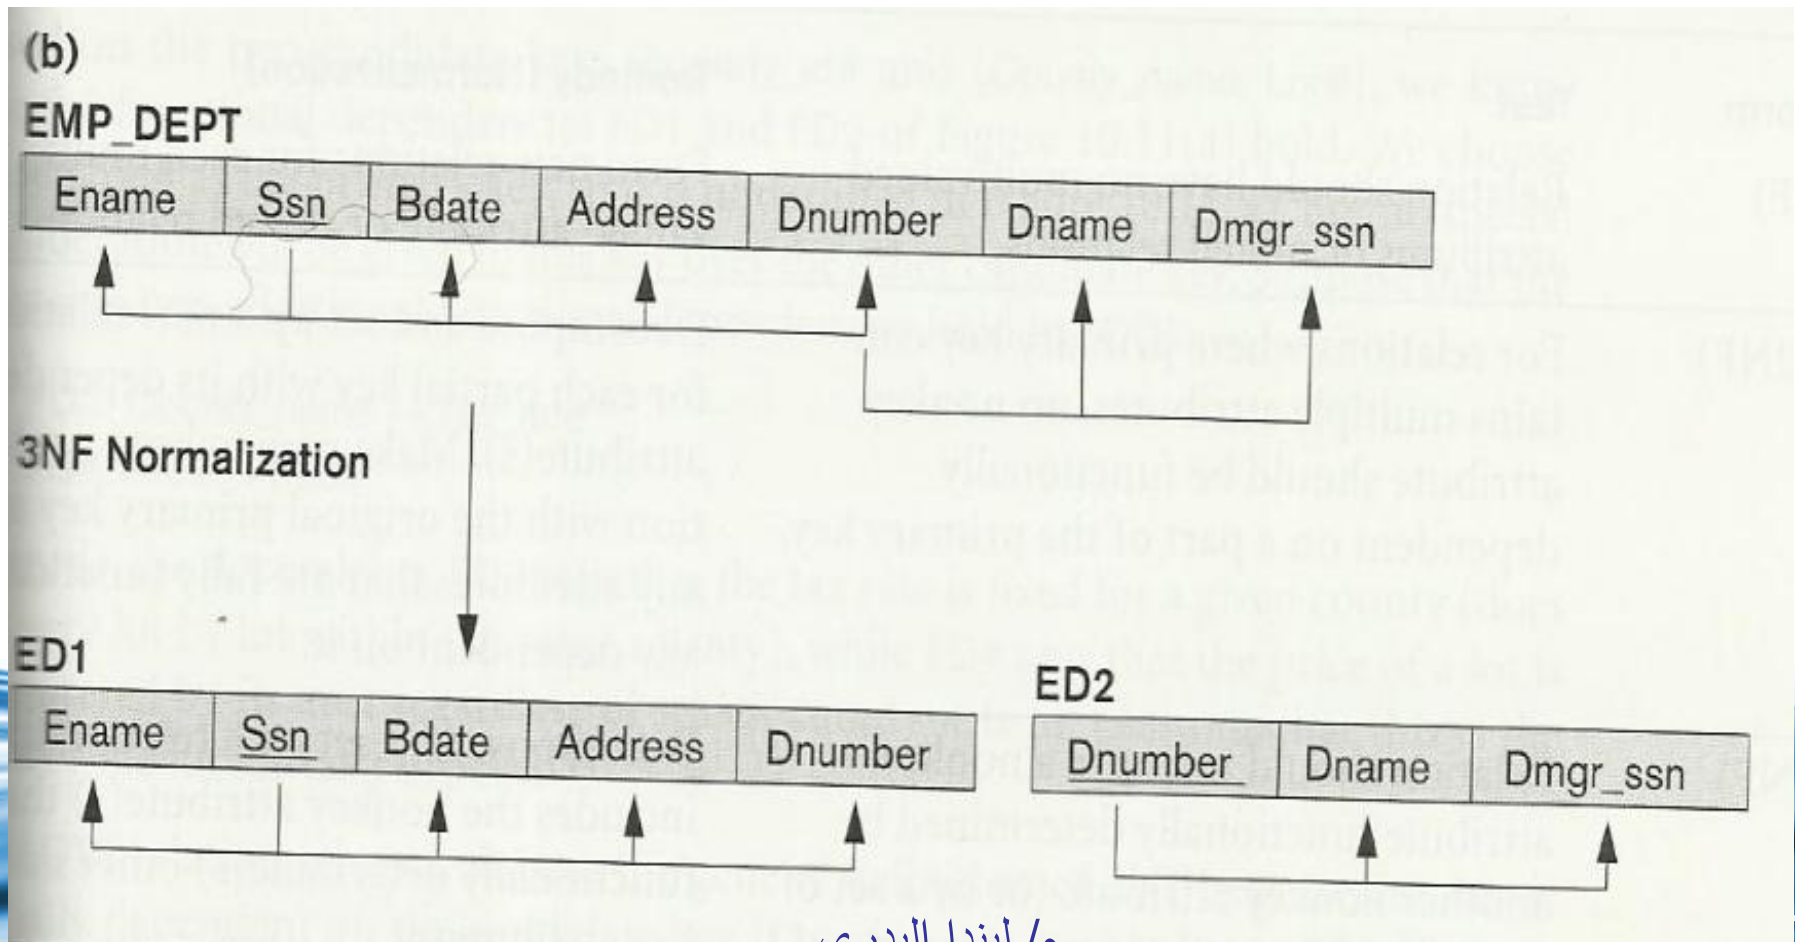 (b)
EMP_DEPT
Ename Ssn Bdate Address Dnumber Dname Dmgr_ssn
3NF Normalization
ED1
Ename Ssn Bdate Address Dnumber
ED2
Dnumber Dname Dmgr_ssn